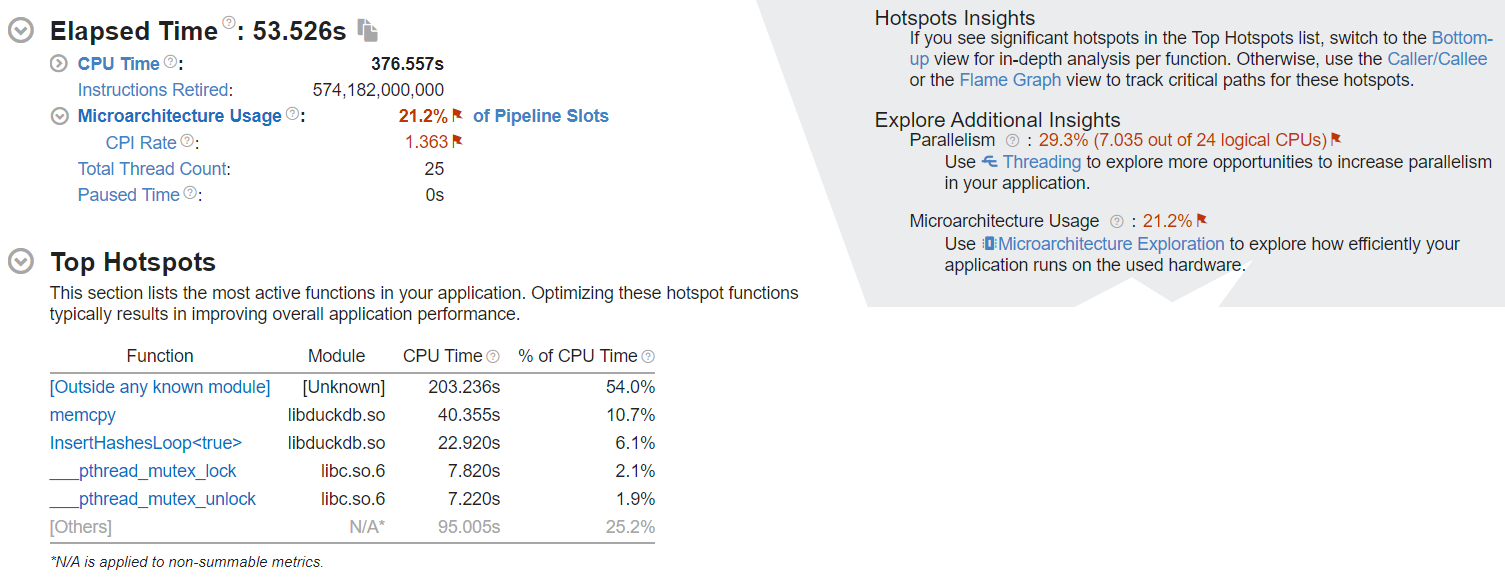 Elapsed Time ?: 53.526s
CPU Time ?: 376.557s
Instructions Retired: 574,182,000,000
Microarchitecture Usage ?: 21.2% of Pipeline Slots
CPI Rate ?: 1.363
Total Thread Count: 25
Paused Time ?: 0s
Top Hotspots
This section lists the most active functions in your application. Optimizing these hotspot functions
typically results in improving overall application performance.
Function Module CPU Time ? % of CPU Time ?
[Outside any known module] [Unknown] 203.236s 54.0%
memcpy libduckdb.so 40.355s 10.7%
InsertHashesLoop<true> libduckdb.so 22.920s 6.1%
___pthread_mutex_lock libc.so.6 7.820s 2.1%
___pthread_mutex_unlock libc.so.6 7.220s 1.9%
[Others] N/A* 95.005s 25.2%
*N/A is applied to non-summable metrics.
Hotspots Insights
If you see significant hotspots in the Top Hotspots list, switch to the Bottom-
up view for in-depth analysis per function. Otherwise, use the Caller/Callee
or the Flame Graph view to track critical paths for these hotspots.
Explore Additional Insights
Parallelism ? : 29.3% (7.035 out of 24 logical CPUs)
Use Threading to explore more opportunities to increase parallelism
in your application.
Microarchitecture Usage ? : 21.2%
Use Microarchitecture Exploration to explore how efficiently your
application runs on the used hardware.